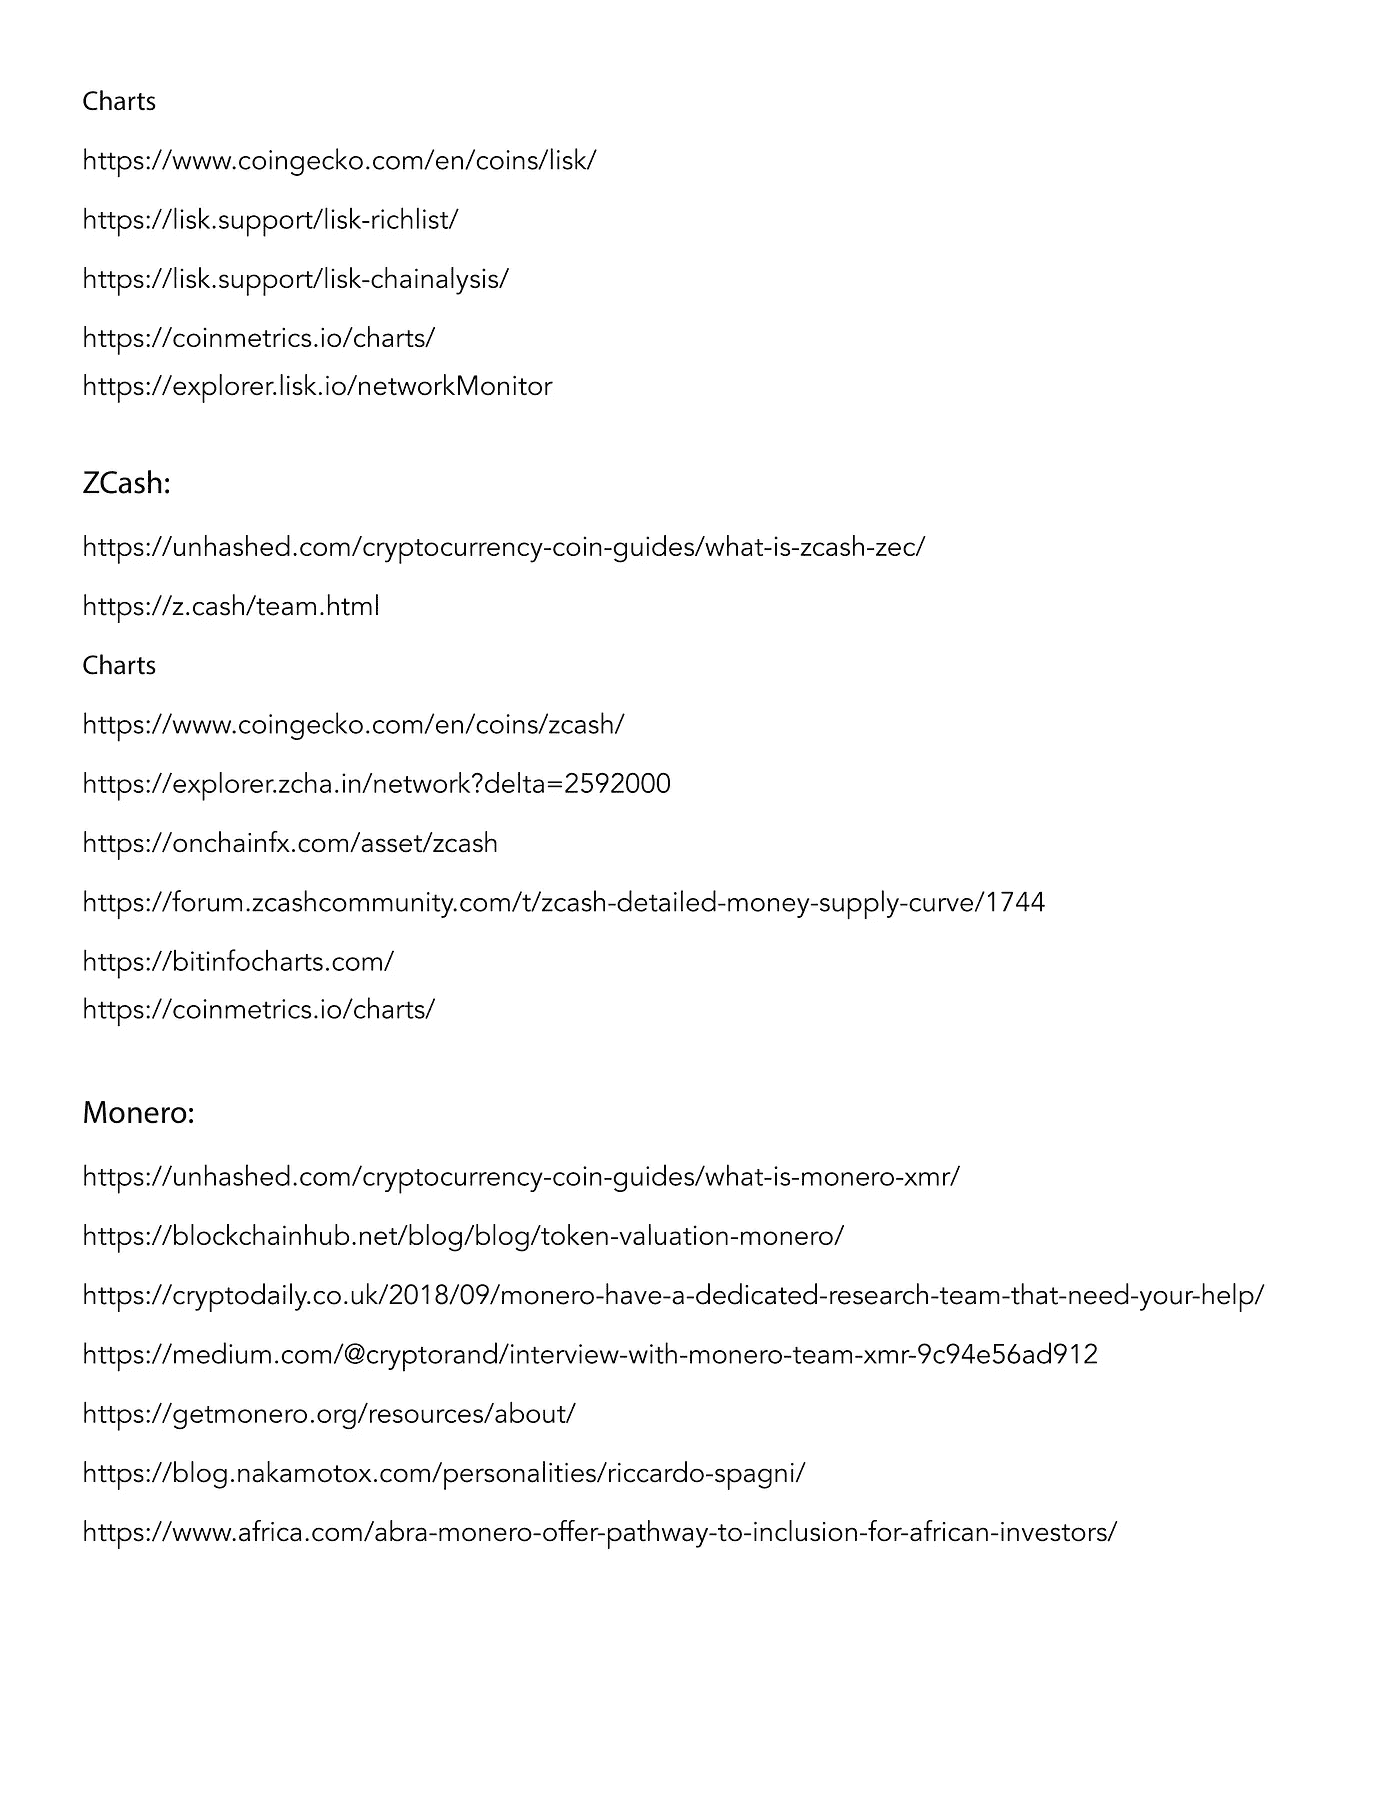 Charts
https://www.coingecko.com/en/coins/lisk/
https://lisk.support/lisk-richlist/
https://lisk.support/lisk-chainalysis/
https://coinmetrics.io/charts/
https://explorer.lisk.io/networkMonitor
ZCash:
https://unhashed.com/cryptocurrency-coin-guides/what-is-zcash-zec/
https://z.cash/team.html
Charts
https://www.coingecko.com/en/coins/zcash/
https://explorer.zcha.in/network?delta=2592000
https://onchainfx.com/asset/zcash
https://forum.zcashcommunity.com/t/zcash-detailed-money-supply-curve/1744
https://bitinfocharts.com/
https://coinmetrics.io/charts/
Monero:
https://unhashed.com/cryptocurrency-coin-guides/what-is-monero-xmr/
https://blockchainhub.net/blog/blog/token-valuation-monero/
https://cryptodaily.co.uk/2018/09/monero-have-a-dedicated-research-team-that-need-your-help/
https://medium.com/@cryptorand/interview-with-monero-team-xmr-9c94e56ad912
https://getmonero.org/resources/about/
https://blog.nakamotox.com/personalities/riccardo-spagni/
https://www.africa.com/abra-monero-offer-pathway-to-inclusion-for-african-investors/